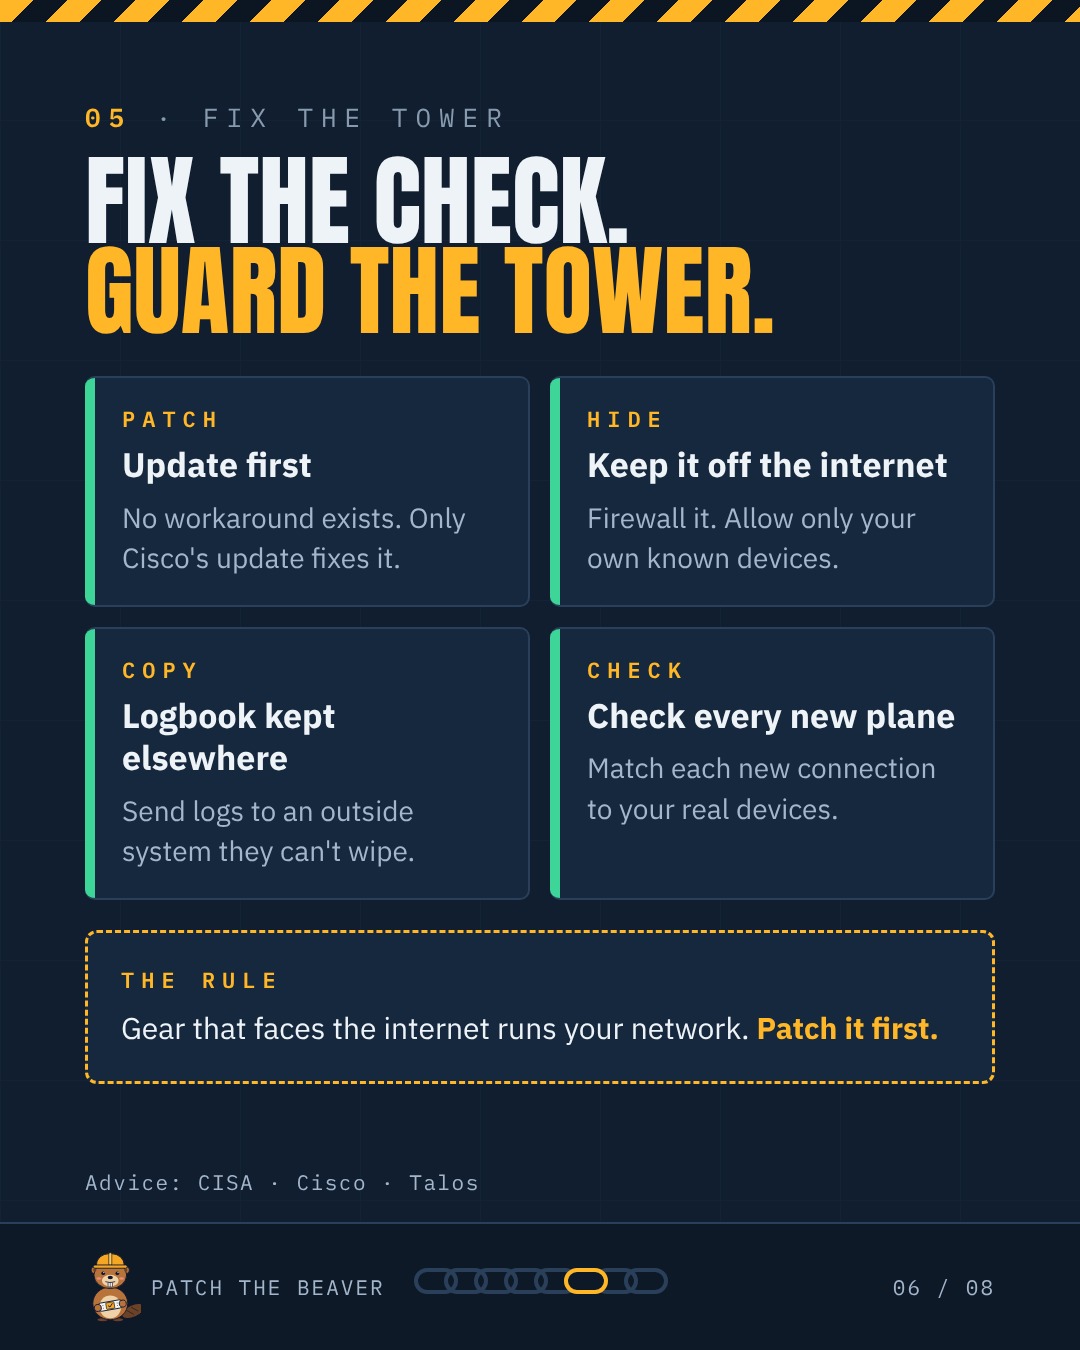 05 · FIX THE TOWER
FIX THE CHECK.
GUARD THE TOWER.
PATCH
Update first
No workaround exists. Only
Cisco's update fixes it.
HIDE
Keep it off the internet
Firewall it. Allow only your
own known devices.
COPY
Logbook kept
elsewhere
Send logs to an outside
system they can't wipe.
CHECK
Check every new plane
Match each new connection
to your real devices.
THE RULE
Gear that faces the internet runs your network. Patch it first.
Advice: CISA · Cisco · Talos
PATCH THE BEAVER
06 / 08